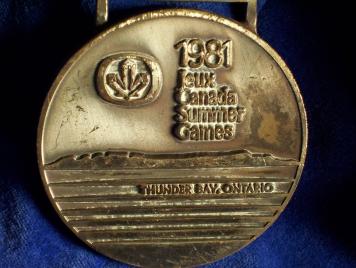 1981
Jeux
Canada
Summer
Games
THUNDER BAY, ONTARIO